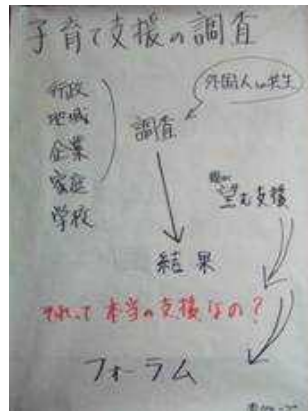 子育て支援の調査
外国人との共生
行政
地域
企業
家庭
学校
調査
望む支援
結果
それって本当の支援なの?
フォーラム